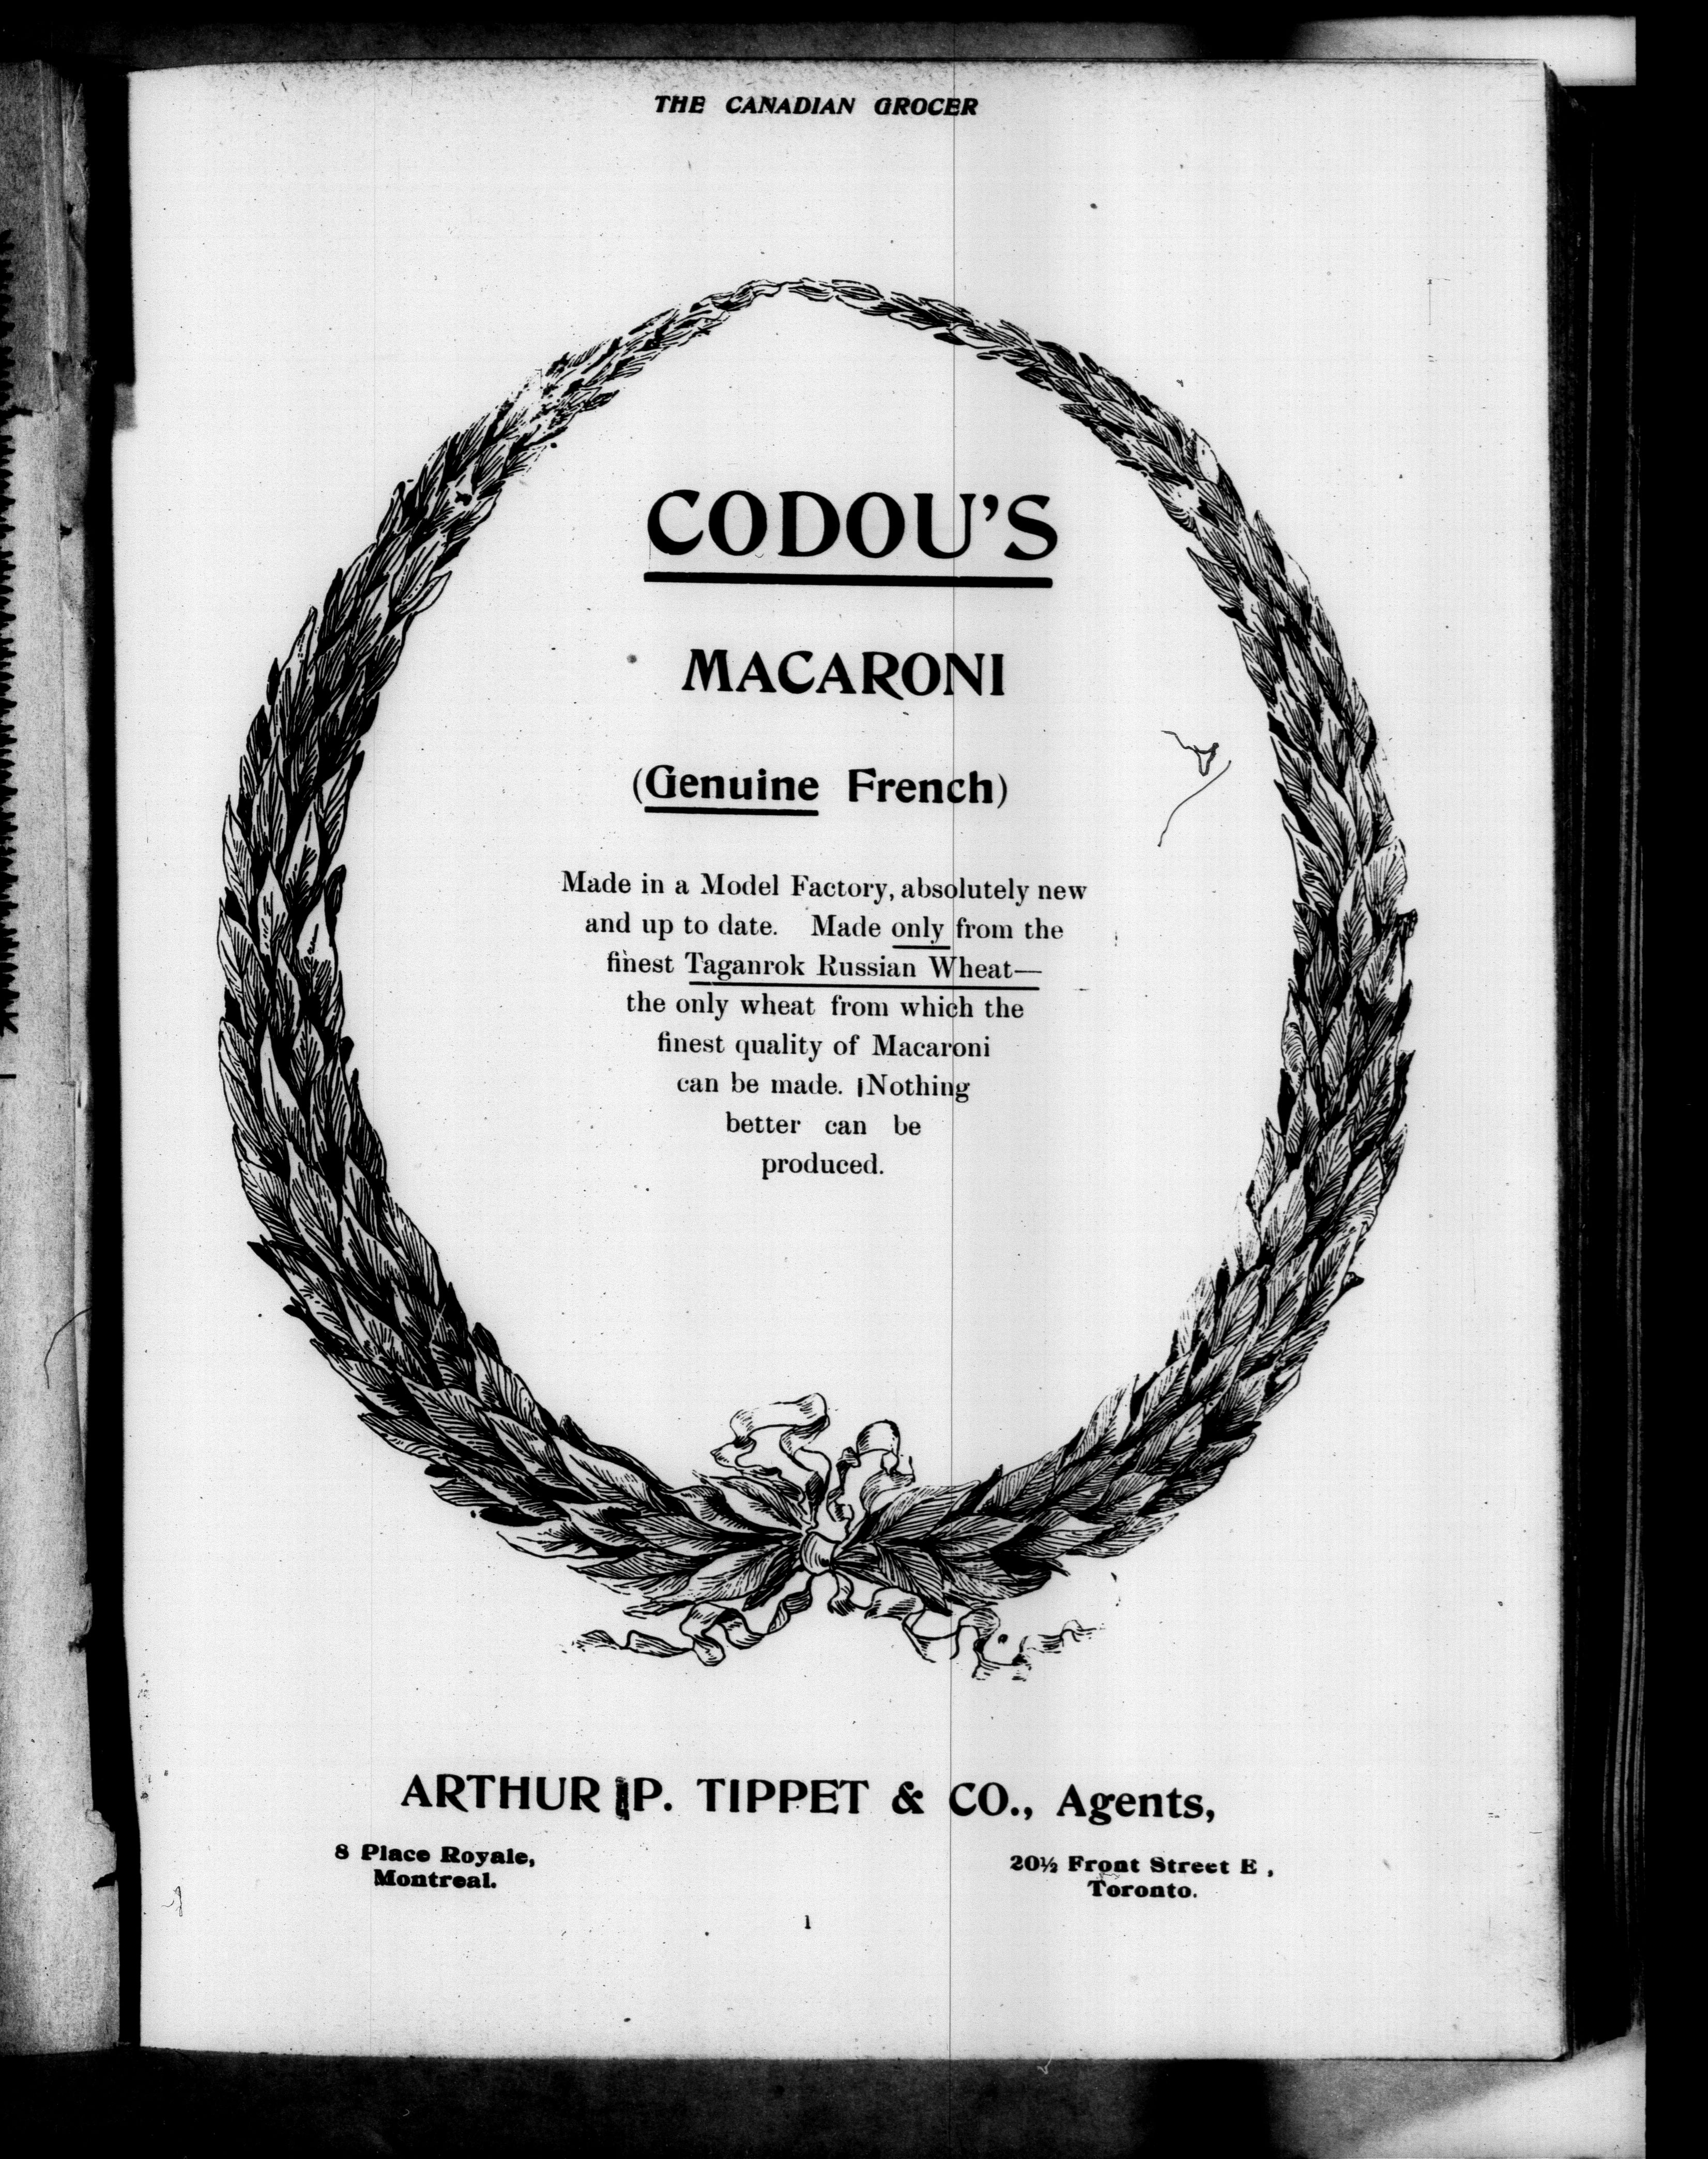 THE CANADIAN GROCER
CODOU'S
MACARONI
(Genuine French)
Made in a Model Factory, absolutely new
and up to date. Made only from the
finest Taganrok Russian Wheat—
the only wheat from which the
finest quality of Macaroni
can be made. Nothing
better can be
produced.
ARTHUR P. TIPPET & CO., Agents,
8 Place Royale,
Montreal.
20½ Front Street E,
Toronto.
1